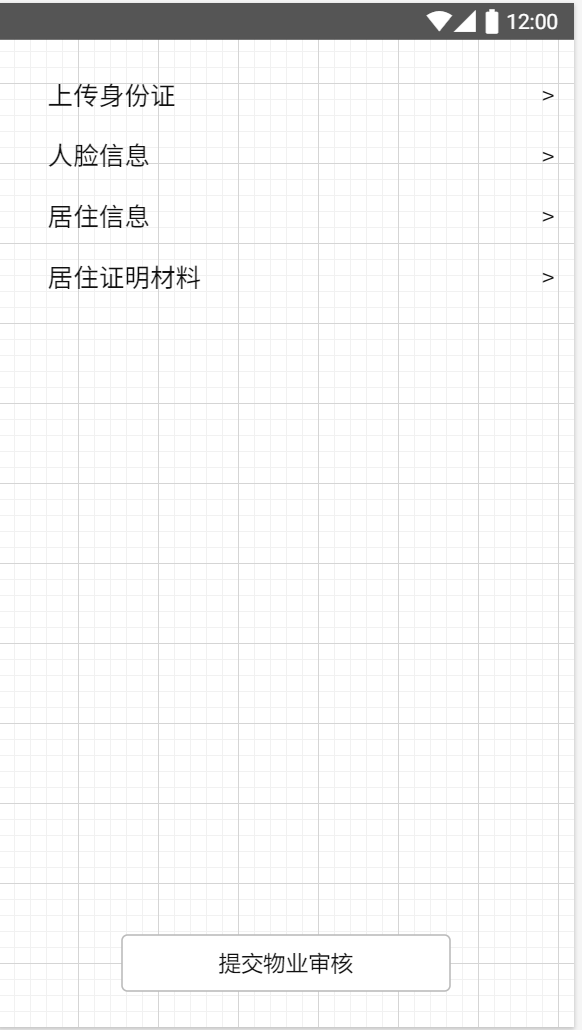 12:00
上传身份证 >
人脸信息 >
居住信息 >
居住证明材料 >
提交物业审核